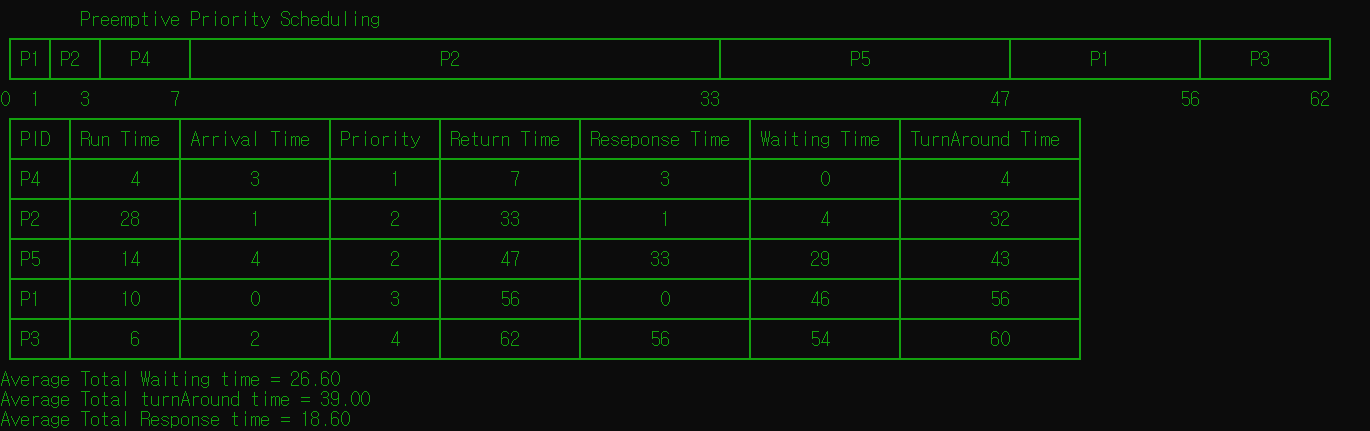 Preemptive Priority Scheduling
P1 P2 P4 P2 P5 P1 P3
0 1 3 7 33 47 56 62
PID Run Time Arrival Time Priority Return Time Reseponse Time Waiting Time TurnAround Time
P4 4 3 1 7 3 0 4
P2 28 1 2 33 1 4 32
P5 14 4 2 47 33 29 43
P1 10 0 3 56 0 46 56
P3 6 2 4 62 56 54 60
Average Total Waiting time = 26.60
Average Total turnAround time = 39.00
Average Total Response time = 18.60